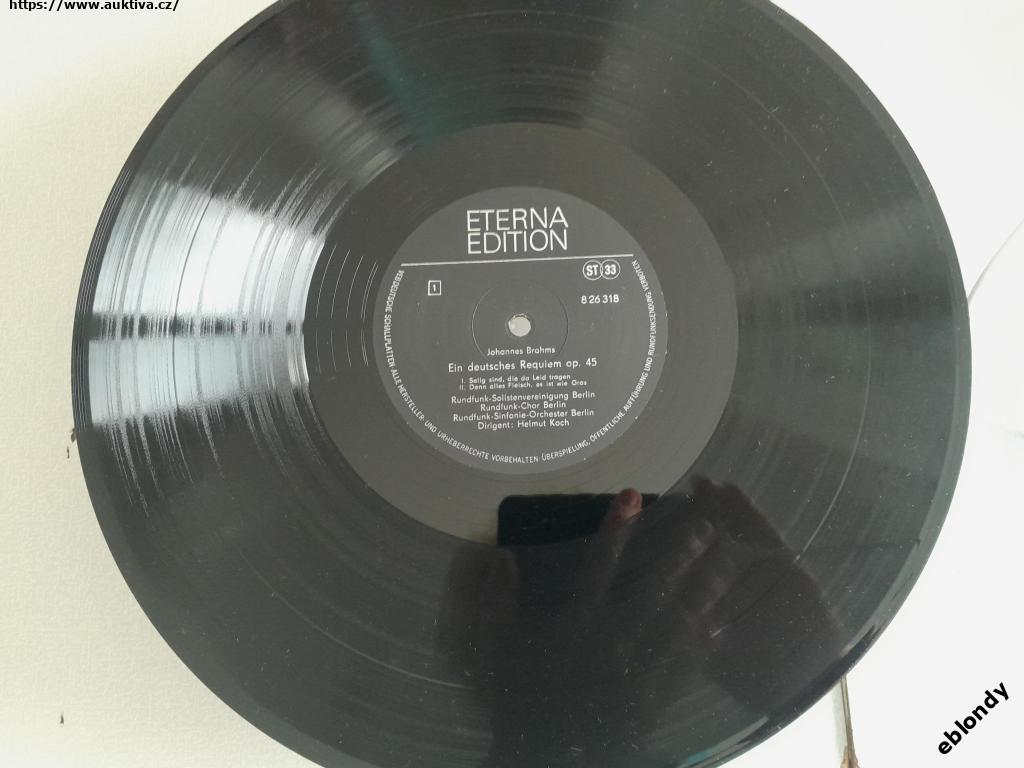 https://www.auktiva.cz/
ETERNA
EDITION
ST 33
1
8 26 318
Johannes Brahms
Ein deutsches Requiem op. 45
I. Selig sind, die da Leid tragen
II. Denn alles Fleisch, es ist wie Gras
Rundfunk-Solistenvereinigung Berlin
Rundfunk-Chor Berlin
Rundfunk-Sinfonie-Orchester Berlin
Dirigent: Helmut Koch
VEB DEUTSCHE SCHALLPLATTEN ALLE HERSTELLER- UND URHEBERRECHTE VORBEHALTEN · ÜBERSPIELUNG, ÖFFENTLICHE AUFFÜHRUNG UND RUNDFUNKSENDUNG VERBOTEN
eblondy